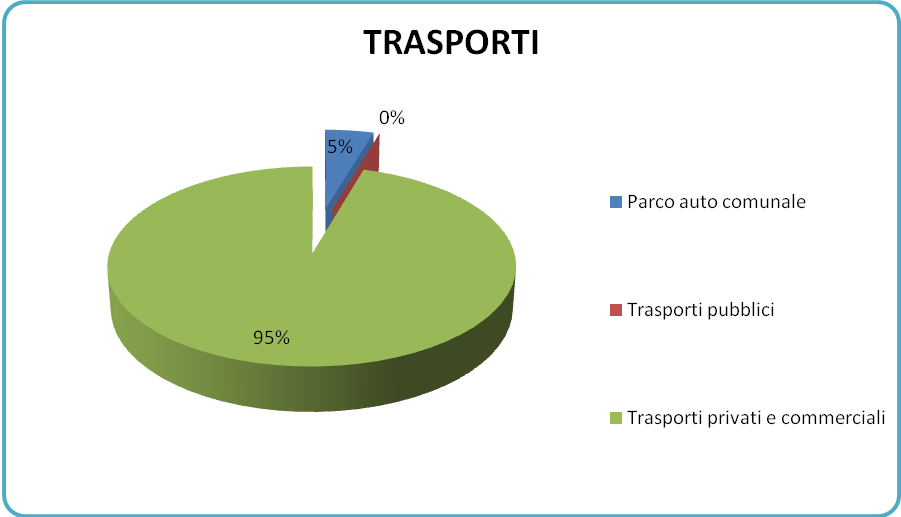 TRASPORTI
0%
5%
95%
Parco auto comunale
Trasporti pubblici
Trasporti privati e commerciali